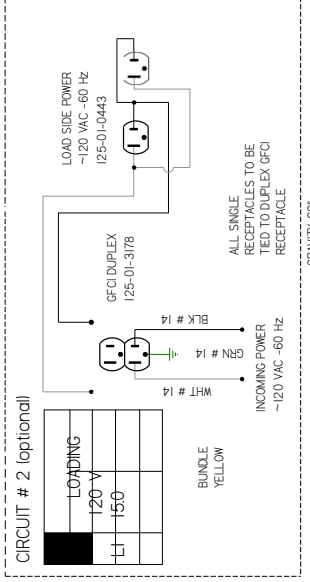 CIRCUIT # 2 (optional)
LOADING
120 V
L1 15.0
BUNDLE
YELLOW
GFCI DUPLEX
125-01-3178
WHT # 14
GRN # 14
BLK # 14
INCOMING POWER
~120 VAC -60 Hz
LOAD SIDE POWER
~120 VAC -60 Hz
125-01-0443
ALL SINGLE
RECEPTACLES TO BE
TIED TO DUPLEX GFCI
RECEPTACLE